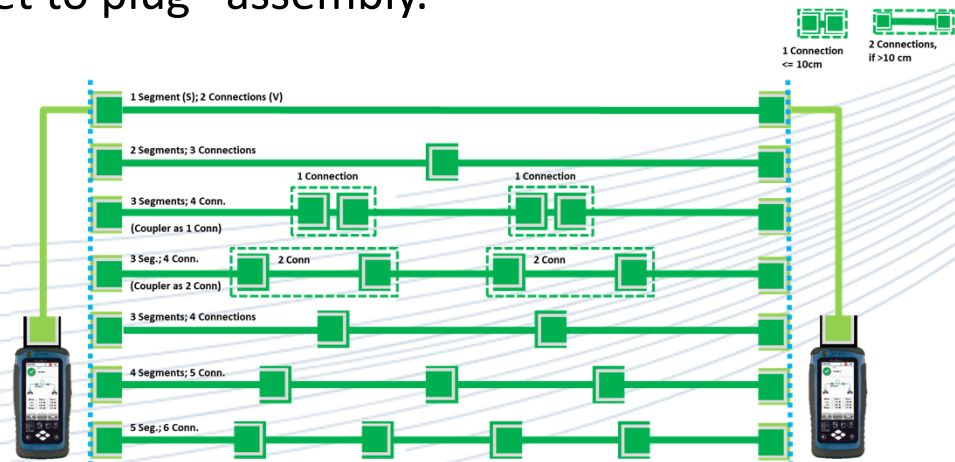 et to plug" assembly.
1 Connection
<= 10cm
2 Connections,
if >10 cm
1 Segment (S); 2 Connections (V)
2 Segments; 3 Connections
1 Connection
1 Connection
3 Segments; 4 Conn.
(Coupler as 1 Conn)
3 Seg.; 4 Conn.
2 Conn
2 Conn
(Coupler as 2 Conn)
3 Segments; 4 Connections
4 Segments; 5 Conn.
5 Seg.; 6 Conn.